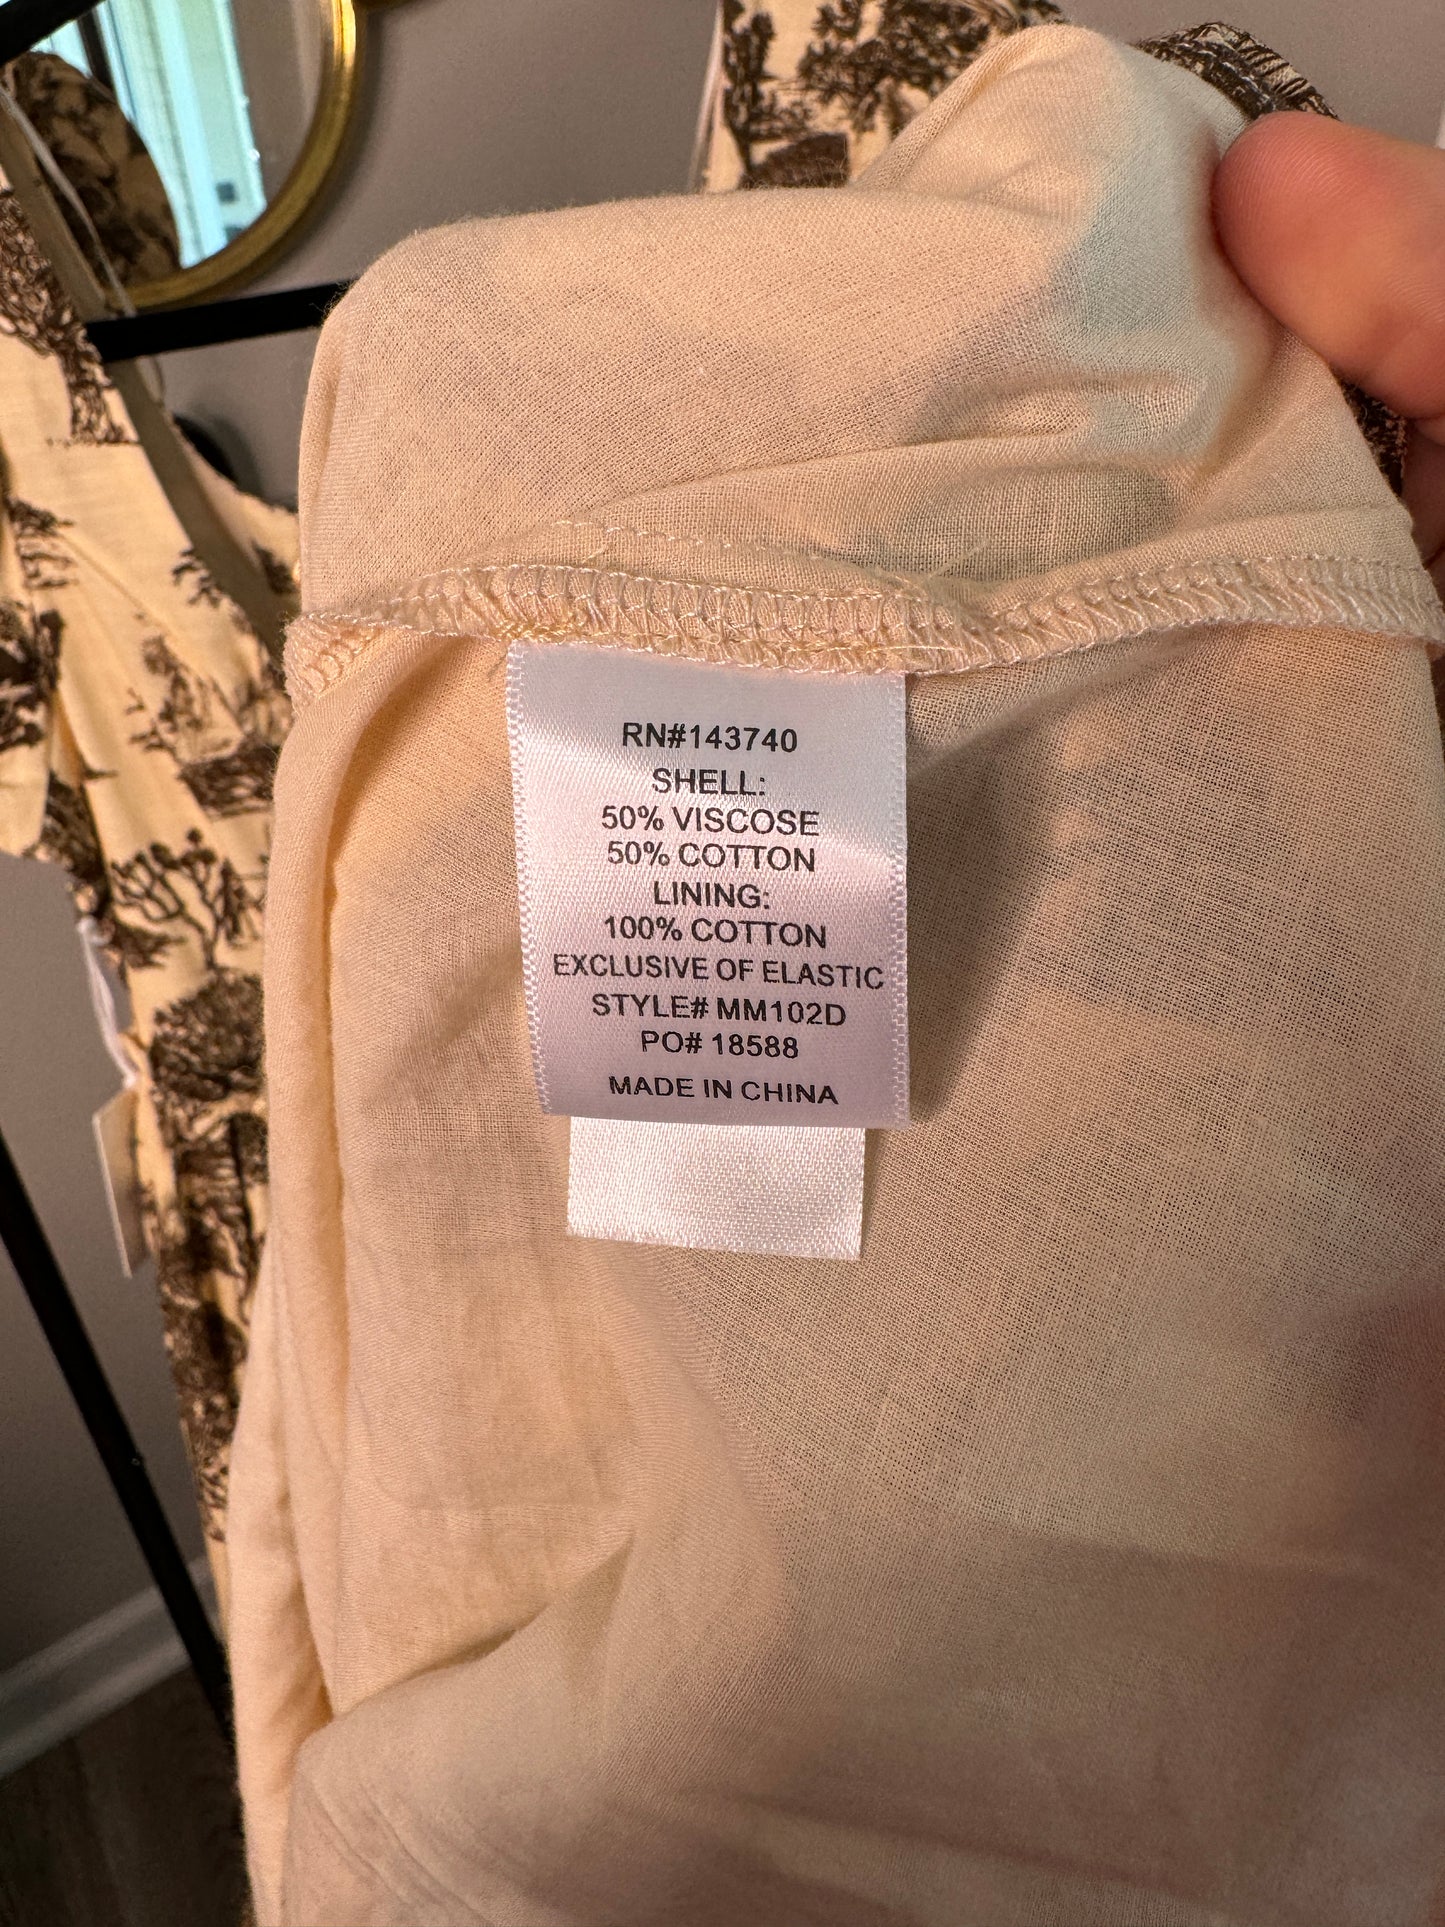 RN#143740
SHELL:
50% VISCOSE
50% COTTON
LINING:
100% COTTON
EXCLUSIVE OF ELASTIC
STYLE# MM102D
PO# 18588
MADE IN CHINA